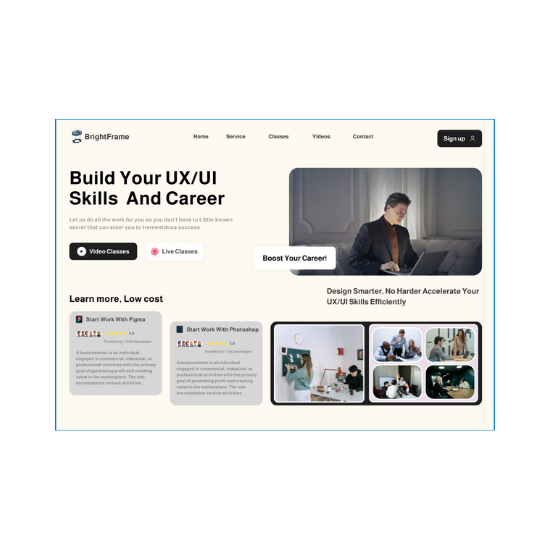 BrightFrame
Home
Service
Classes
Videos
Contact
Sign up
Build Your UX/UI
Skills And Career
Let us do all the work for you so you don't have to Little-known
secret that can steer you to tremendous success
Video Classes
Live Classes
Boost Your Career!
Design Smarter, No Harder Accelerate Your
UX/UI Skills Efficiently
Learn more, Low cost
Start Work With Figma
5.0
Trusted by 1,000 developer
A businessman is an individual
engaged in commercial, industrial, or
professional activities with the primary
goal of generating profit and creating
value in the marketplace. The role
encompasses various activities.
Start Work With Photoshop
5.0
Trusted by 1,000 developer
A businessman is an individual
engaged in commercial, industrial, or
professional activities with the primary
goal of generating profit and creating
value in the marketplace. The role
encompasses various activities.